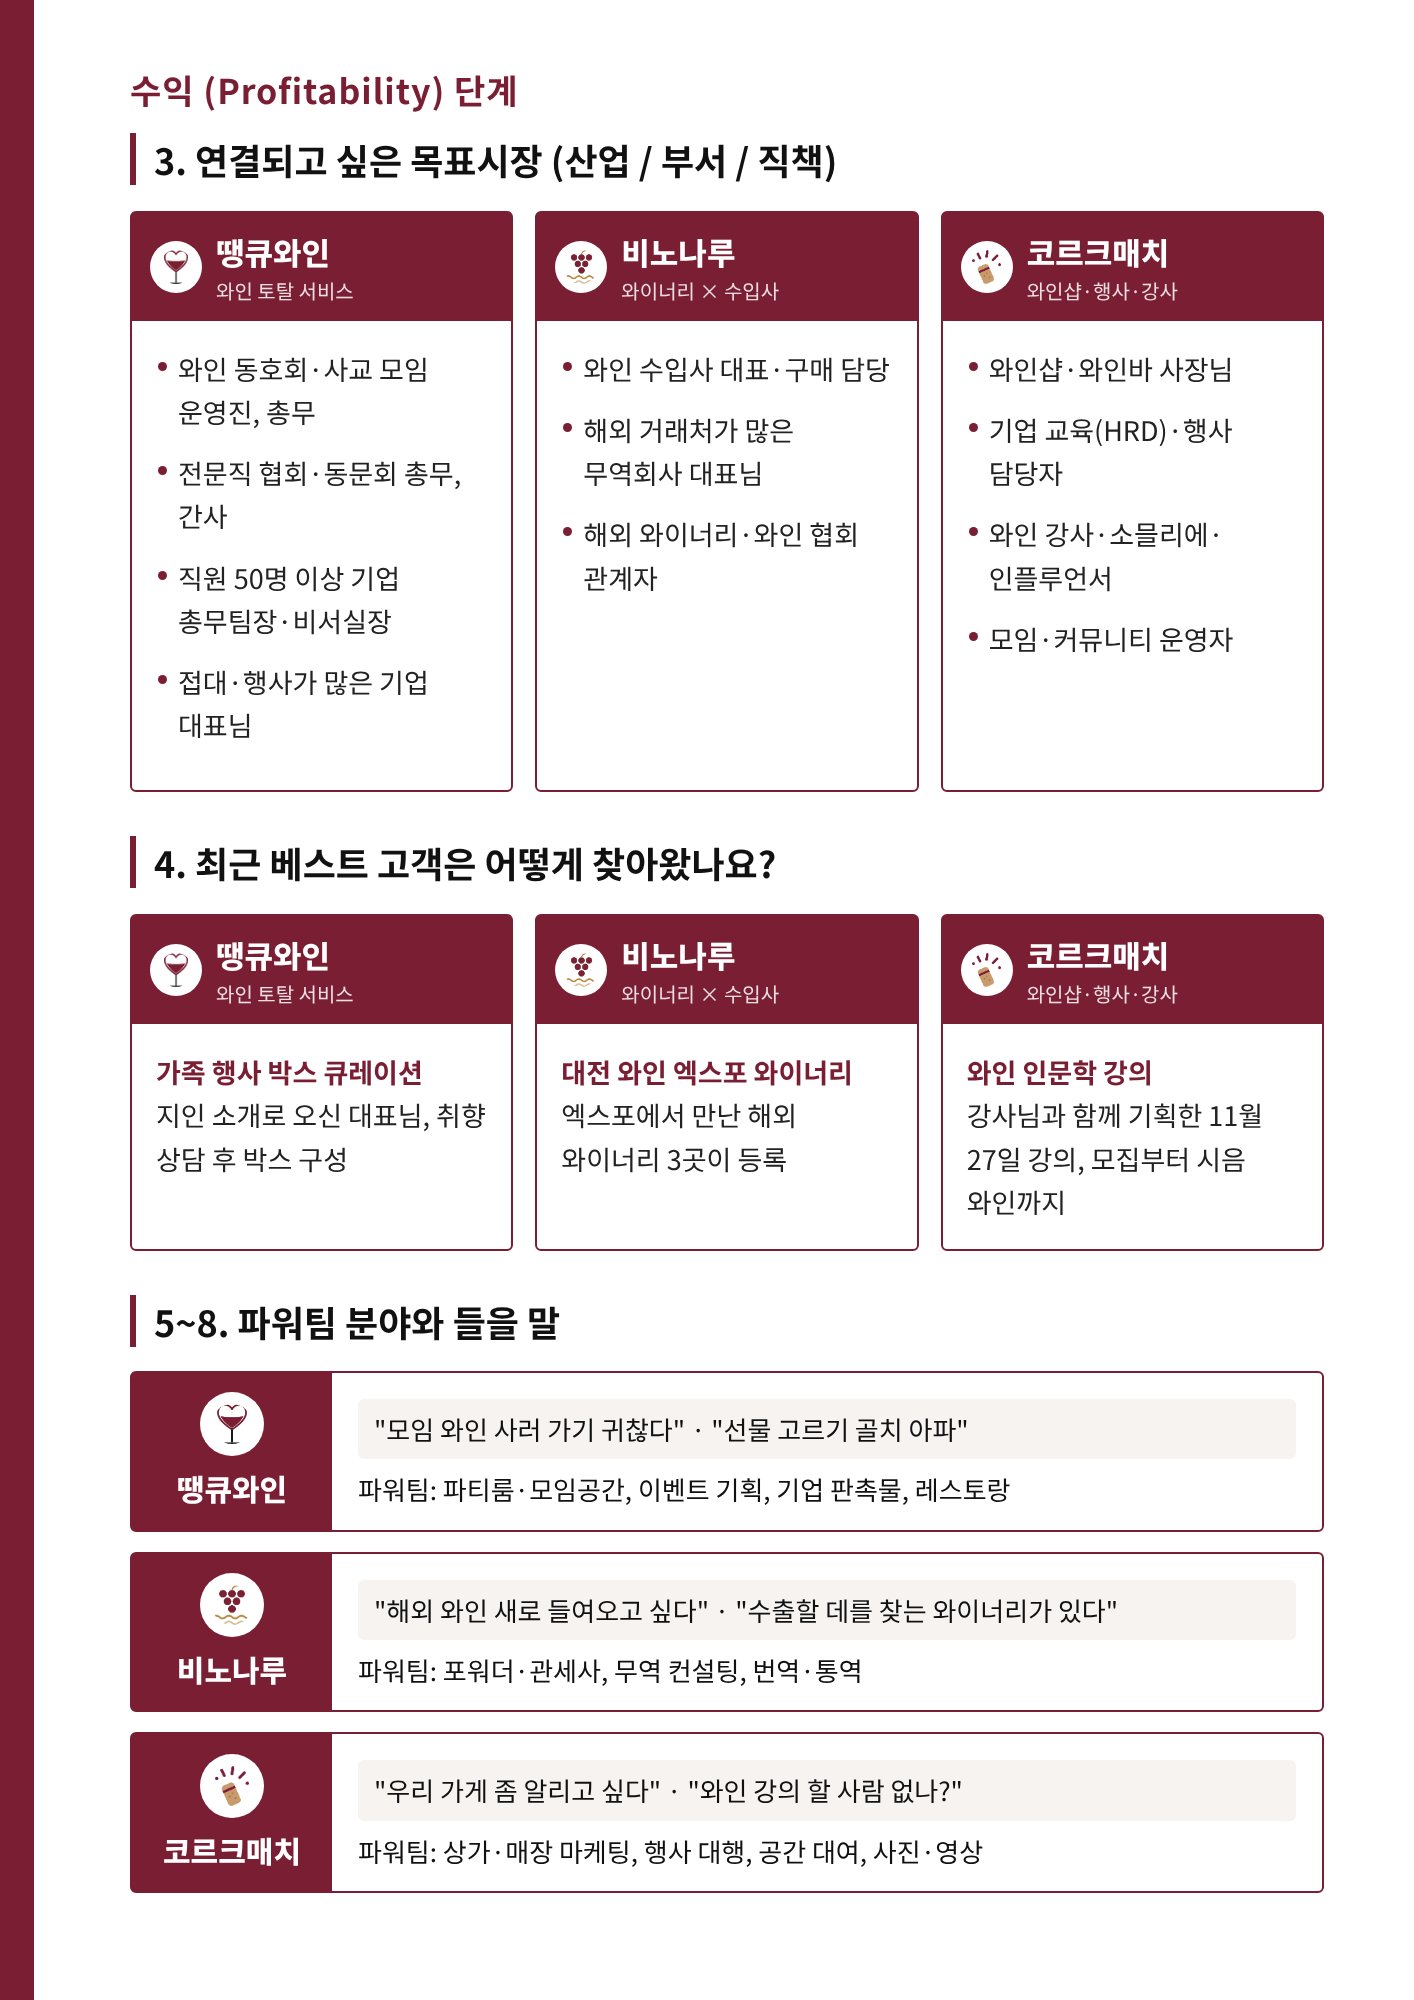 수익 (Profitability) 단계
3. 연결되고 싶은 목표시장 (산업 / 부서 / 직책)
땡큐와인
와인 토탈 서비스
• 와인 동호회·사교 모임
운영진, 총무
• 전문직 협회·동문회 총무,
간사
• 직원 50명 이상 기업
총무팀장·비서실장
• 접대·행사가 많은 기업
대표님
비노나루
와이너리 × 수입사
• 와인 수입사 대표·구매 담당
• 해외 거래처가 많은
무역회사 대표님
• 해외 와이너리·와인 협회
관계자
코르크매치
와인샵·행사·강사
• 와인샵·와인바 사장님
• 기업 교육(HRD)·행사
담당자
• 와인 강사·소믈리에·
인플루언서
• 모임·커뮤니티 운영자
4. 최근 베스트 고객은 어떻게 찾아왔나요?
땡큐와인
와인 토탈 서비스
가족 행사 박스 큐레이션
지인 소개로 오신 대표님, 취향
상담 후 박스 구성
비노나루
와이너리 × 수입사
대전 와인 엑스포 와이너리
엑스포에서 만난 해외
와이너리 3곳이 등록
코르크매치
와인샵·행사·강사
와인 인문학 강의
강사님과 함께 기획한 11월
27일 강의, 모집부터 시음
와인까지
5~8. 파워팀 분야와 들을 말
땡큐와인
"모임 와인 사러 가기 귀찮다" · "선물 고르기 골치 아파"
파워팀: 파티룸·모임공간, 이벤트 기획, 기업 판촉물, 레스토랑
비노나루
"해외 와인 새로 들여오고 싶다" · "수출할 데를 찾는 와이너리가 있다"
파워팀: 포워더·관세사, 무역 컨설팅, 번역·통역
코르크매치
"우리 가게 좀 알리고 싶다" · "와인 강의 할 사람 없나?"
파워팀: 상가·매장 마케팅, 행사 대행, 공간 대여, 사진·영상